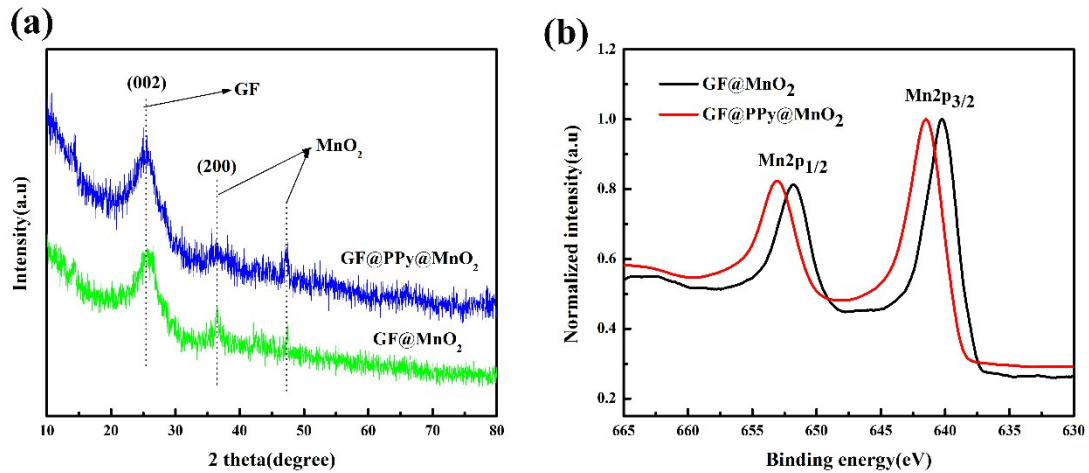 (a)
(002)
GF
(200)
MnO2
GF@PPy@MnO2
GF@MnO2
Intensity(a.u)
10 20 30 40 50 60 70 80
2 theta(degree)
(b)
1.2
1.0
0.8
0.6
0.4
0.2
GF@MnO2
GF@PPy@MnO2
Mn2p3/2
Mn2p1/2
Normalized intensity(a.u)
665 660 655 650 645 640 635 630
Binding energy(eV)